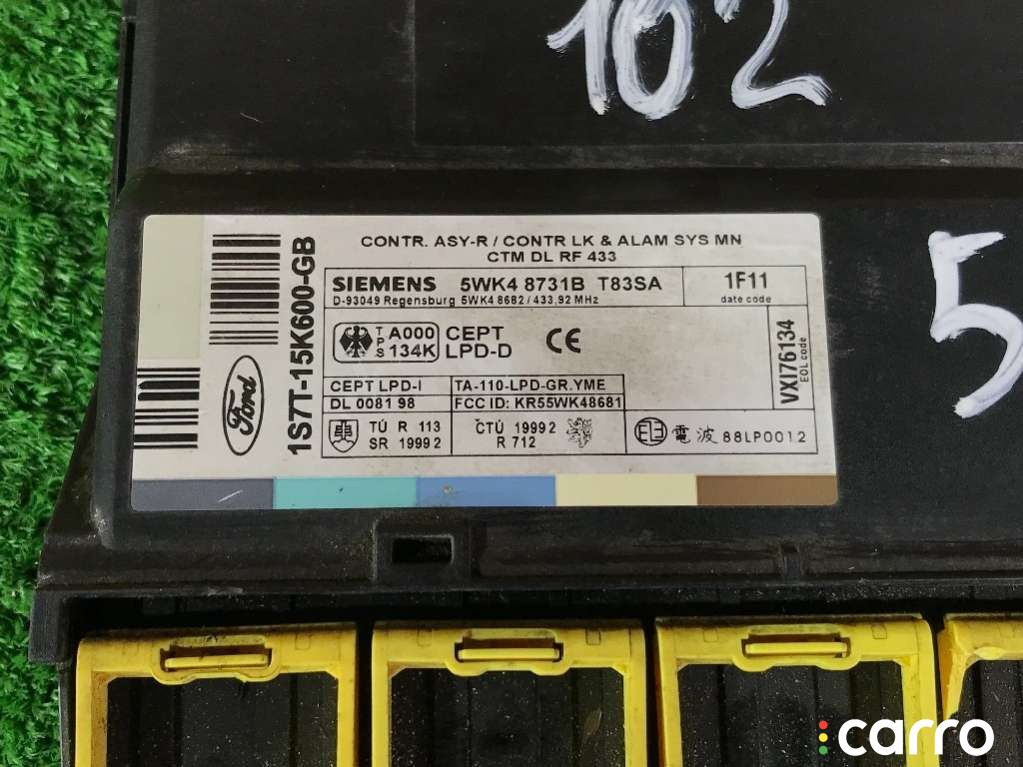 102
5
CONTR. ASY-R / CONTR LK & ALAM SYS MN
CTM DL RF 433
SIEMENS 5WK4 8731B T83SA 1F11
D-93049 Regensburg 5WK4 8682 / 433,92 MHz date code
TPS A000 134K CEPT LPD-D CE
VXI76134
EOL code
CEPT LPD-I TA-110-LPD-GR.YME
DL 0081 98 FCC ID: KR55WK48681
TÚ R 113 ČTÚ 1999 2
SR 1999 2 R 712
電波 88LP0012
Ford
1S7T-15K600-GB
carro